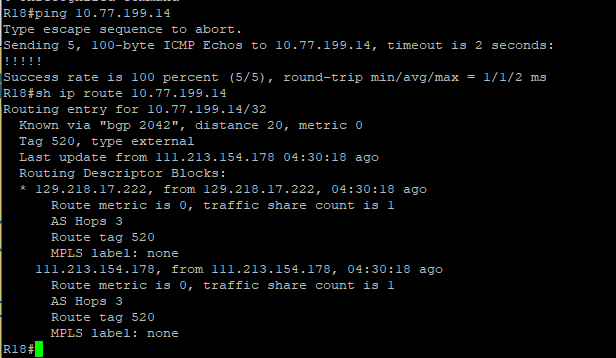 R18#ping 10.77.199.14
Type escape sequence to abort.
Sending 5, 100-byte ICMP Echos to 10.77.199.14, timeout is 2 seconds:
!!!!!
Success rate is 100 percent (5/5), round-trip min/avg/max = 1/1/2 ms
R18#sh ip route 10.77.199.14
Routing entry for 10.77.199.14/32
Known via "bgp 2042", distance 20, metric 0
Tag 520, type external
Last update from 111.213.154.178 04:30:18 ago
Routing Descriptor Blocks:
* 129.218.17.222, from 129.218.17.222, 04:30:18 ago
Route metric is 0, traffic share count is 1
AS Hops 3
Route tag 520
MPLS label: none
111.213.154.178, from 111.213.154.178, 04:30:18 ago
Route metric is 0, traffic share count is 1
AS Hops 3
Route tag 520
MPLS label: none
R18#